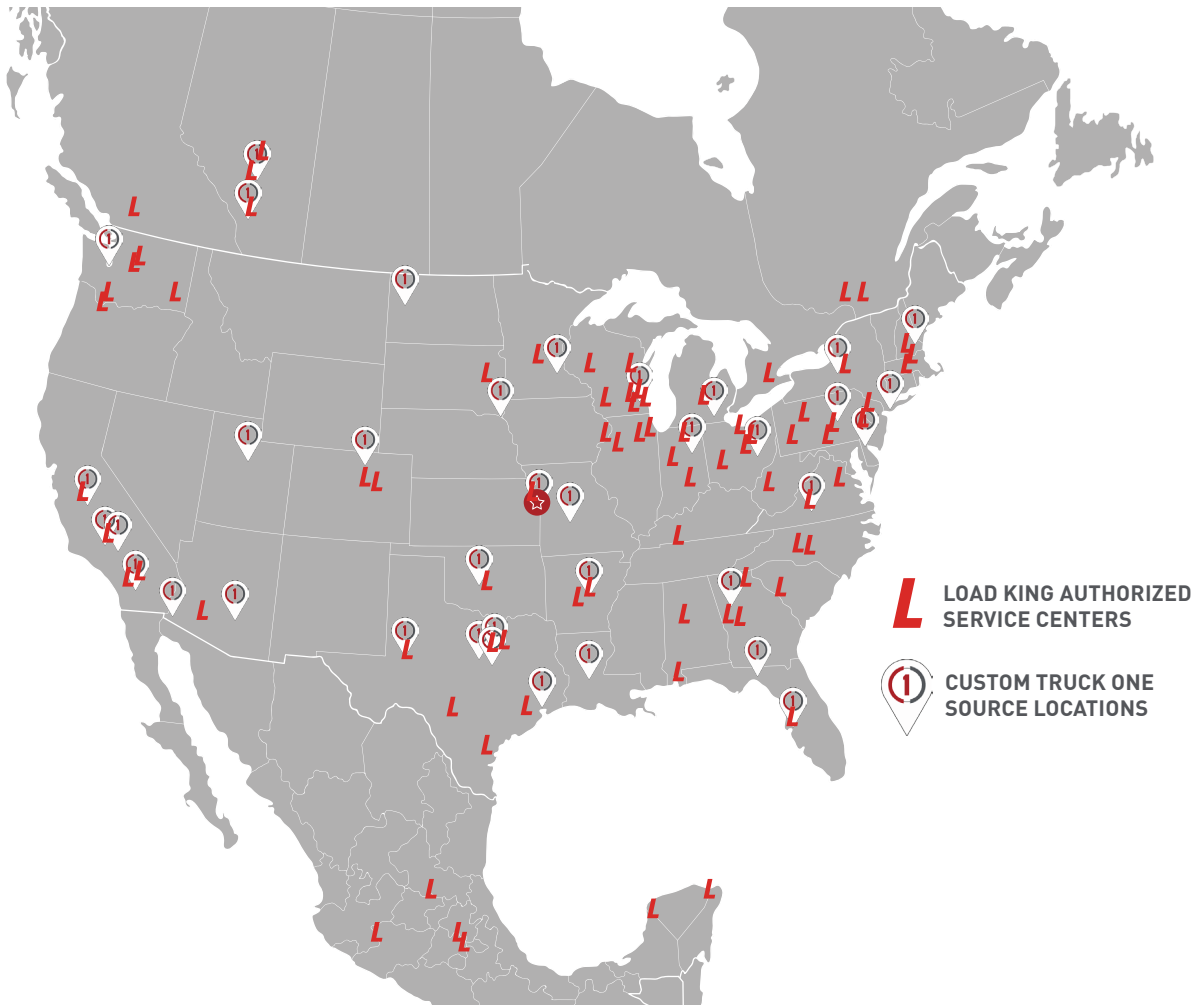 LOAD KING AUTHORIZED
SERVICE CENTERS
CUSTOM TRUCK ONE
SOURCE LOCATIONS